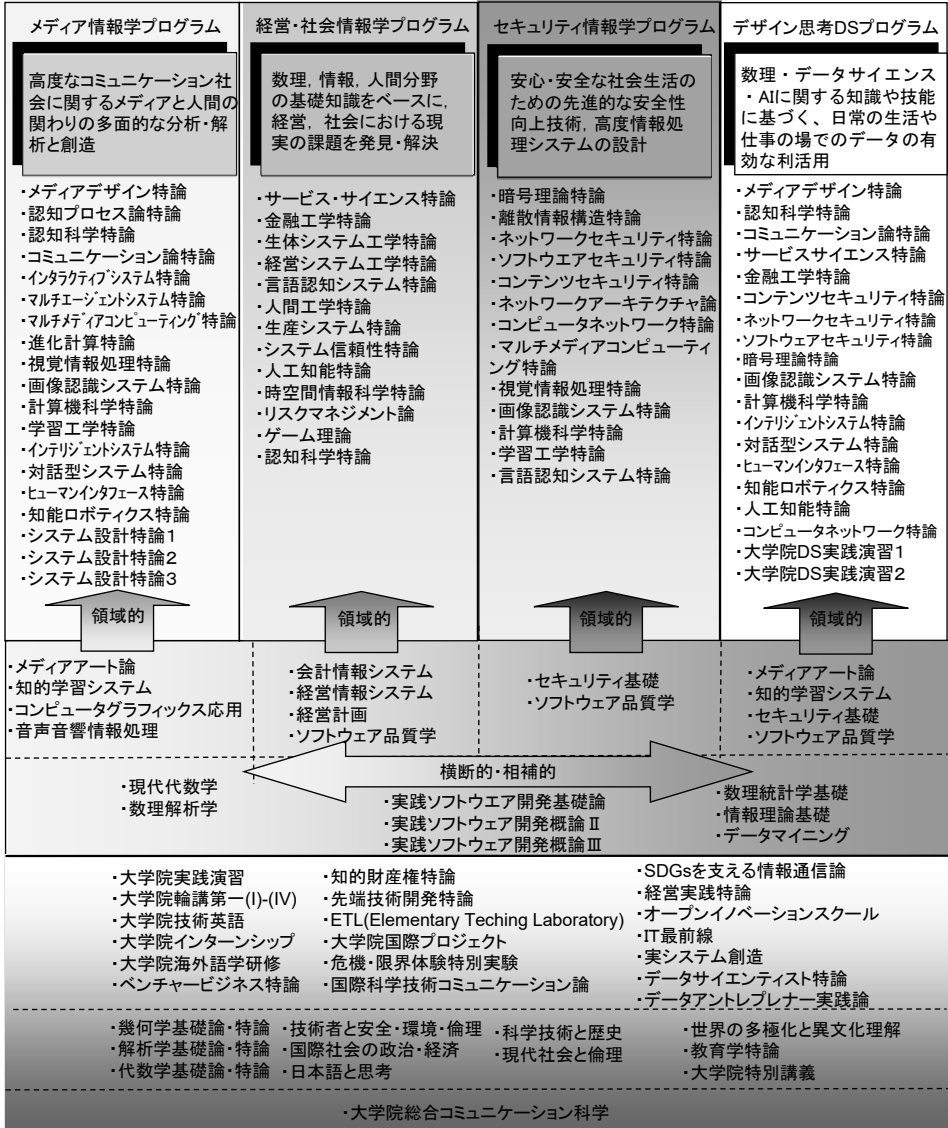 メディア情報学プログラム
高度なコミュニケーション社
会に関するメディアと人間の
関わりの多面的な分析・解
析と創造
・メディアデザイン特論
・認知プロセス論特論
・認知科学特論
・コミュニケーション論特論
・インタラクティブシステム特論
・マルチエージェントシステム特論
・マルチメディアコンピューティング特論
・進化計算特論
・視覚情報処理特論
・画像認識システム特論
・計算機科学特論
・学習工学特論
・インテリジェントシステム特論
・対話型システム特論
・ヒューマンインタフェース特論
・知能ロボティクス特論
・システム設計特論1
・システム設計特論2
・システム設計特論3
領域的
経営・社会情報学プログラム
数理，情報，人間分野
の基礎知識をベースに，
経営，社会における現
実の課題を発見・解決
・サービス・サイエンス特論
・金融工学特論
・生体システム工学特論
・経営システム工学特論
・言語認知システム特論
・人間工学特論
・生産システム特論
・システム信頼性特論
・人工知能特論
・時空間情報科学特論
・リスクマネジメント論
・ゲーム理論
・認知科学特論
領域的
セキュリティ情報学プログラム
安心・安全な社会生活の
ための先進的な安全性
向上技術，高度情報処
理システムの設計
・暗号理論特論
・離散情報構造特論
・ネットワークセキュリティ特論
・ソフトウエアセキュリティ特論
・コンテンツセキュリティ特論
・ネットワークアーキテクチャ論
・コンピュータネットワーク特論
・マルチメディアコンピューティ
ング特論
・視覚情報処理特論
・画像認識システム特論
・計算機科学特論
・学習工学特論
・言語認知システム特論
領域的
デザイン思考DSプログラム
数理・データサイエンス
・AIに関する知識や技能
に基づく、日常の生活や
仕事の場でのデータの有
効な利活用
・メディアデザイン特論
・認知科学特論
・コミュニケーション論特論
・サービスサイエンス特論
・金融工学特論
・コンテンツセキュリティ特論
・ネットワークセキュリティ特論
・ソフトウェアセキュリティ特論
・暗号理論特論
・画像認識システム特論
・計算機科学特論
・インテリジェントシステム特論
・対話型システム特論
・ヒューマンインタフェース特論
・知能ロボティクス特論
・人工知能特論
・コンピュータネットワーク特論
・大学院DS実践演習1
・大学院DS実践演習2
領域的
・メディアアート論
・知的学習システム
・コンピュータグラフィックス応用
・音声音響情報処理
・会計情報システム
・経営情報システム
・経営計画
・ソフトウェア品質学
・セキュリティ基礎
・ソフトウェア品質学
・メディアアート論
・知的学習システム
・セキュリティ基礎
・ソフトウェア品質学
横断的・相補的
・現代代数学
・数理解析学
・実践ソフトウエア開発基礎論
・実践ソフトウェア開発概論Ⅱ
・実践ソフトウェア開発概論Ⅲ
・数理統計学基礎
・情報理論基礎
・データマイニング
・大学院実践演習
・大学院輪講第一(I)-(IV)
・大学院技術英語
・大学院インターンシップ
・大学院海外語学研修
・ベンチャービジネス特論
・知的財産権特論
・先端技術開発特論
・ETL(Elementary Teching Laboratory)
・大学院国際プロジェクト
・危機・限界体験特別実験
・国際科学技術コミュニケーション論
・SDGsを支える情報通信論
・経営実践特論
・オープンイノベーションスクール
・IT最前線
・実システム創造
・データサイエンティスト特論
・データアントレプレナー実践論
・幾何学基礎論・特論
・解析学基礎論・特論
・代数学基礎論・特論
・技術者と安全・環境・倫理
・国際社会の政治・経済
・日本語と思考
・科学技術と歴史
・現代社会と倫理
・世界の多極化と異文化理解
・教育学特論
・大学院特別講義
・大学院総合コミュニケーション科学